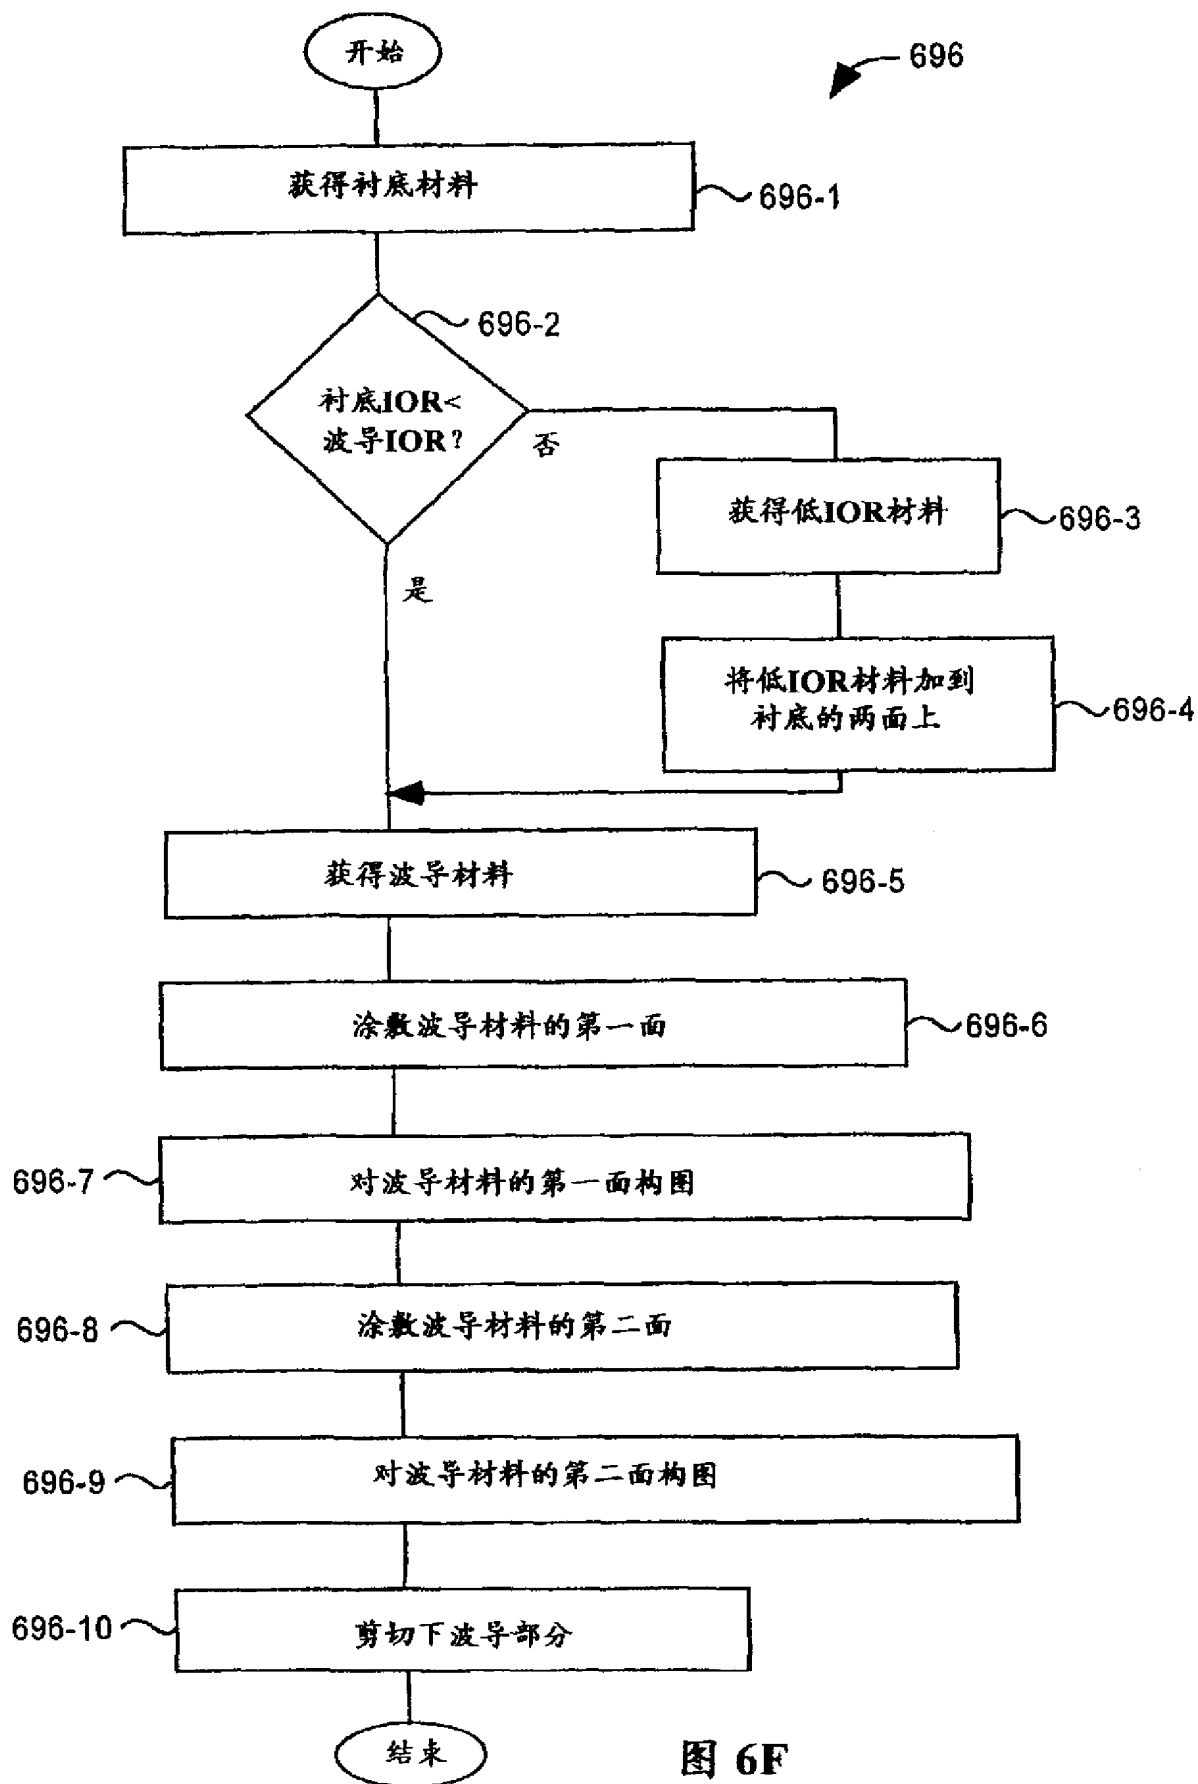 开始
696
获得衬底材料
696-1
696-2
衬底IOR<
波导IOR？
否
是
获得低IOR材料
696-3
将低IOR材料加到
衬底的两面上
696-4
获得波导材料
696-5
涂敷波导材料的第一面
696-6
696-7
对波导材料的第一面构图
696-8
涂敷波导材料的第二面
696-9
对波导材料的第二面构图
696-10
剪切下波导部分
结束
图 6F